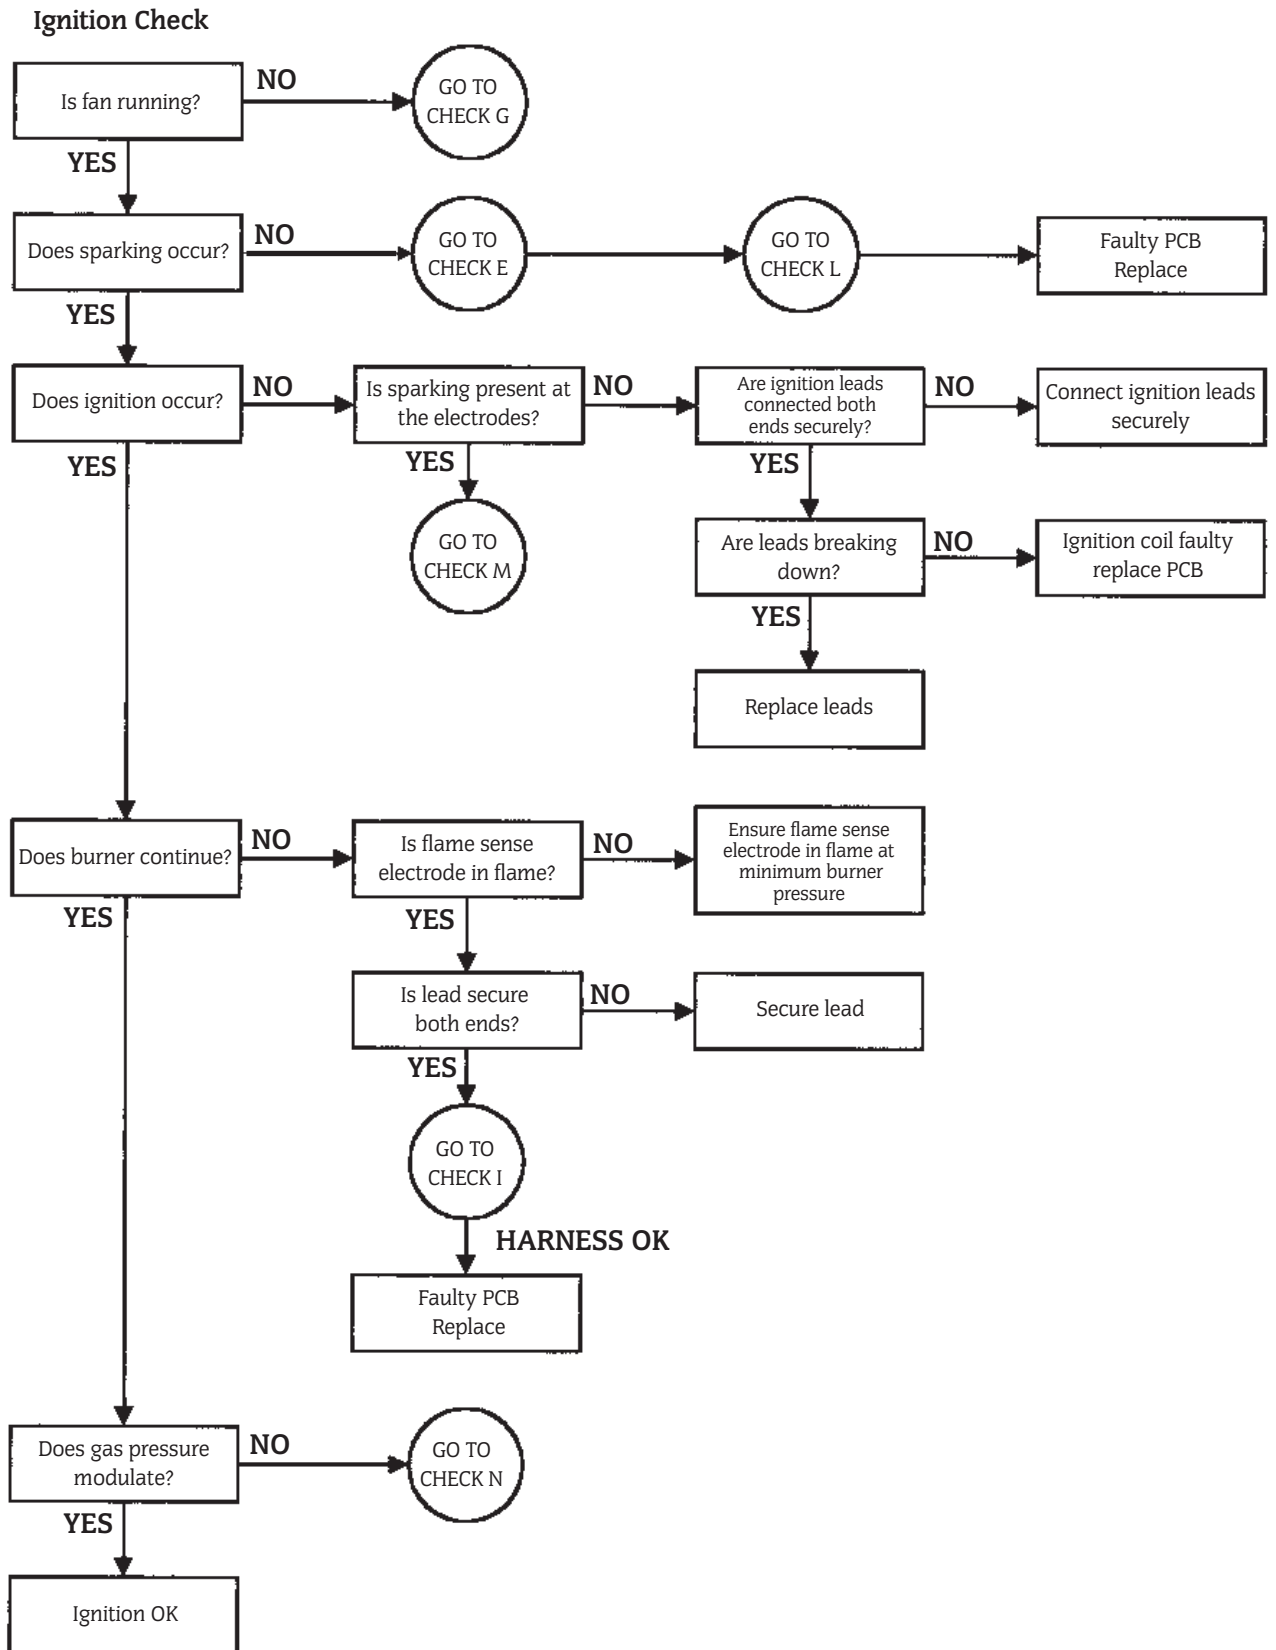 Ignition Check
Is fan running?
NO
GO TO
CHECK G
YES
Does sparking occur?
NO
GO TO
CHECK E
GO TO
CHECK L
Faulty PCB
Replace
YES
Does ignition occur?
NO
Is sparking present at
the electrodes?
NO
Are ignition leads
connected both
ends securely?
NO
Connect ignition leads
securely
YES
YES
GO TO
CHECK M
YES
Are leads breaking
down?
NO
Ignition coil faulty
replace PCB
YES
Replace leads
Does burner continue?
NO
Is flame sense
electrode in flame?
NO
Ensure flame sense
electrode in flame at
minimum burner
pressure
YES
YES
Is lead secure
both ends?
NO
Secure lead
YES
GO TO
CHECK I
HARNESS OK
Faulty PCB
Replace
Does gas pressure
modulate?
NO
GO TO
CHECK N
YES
Ignition OK